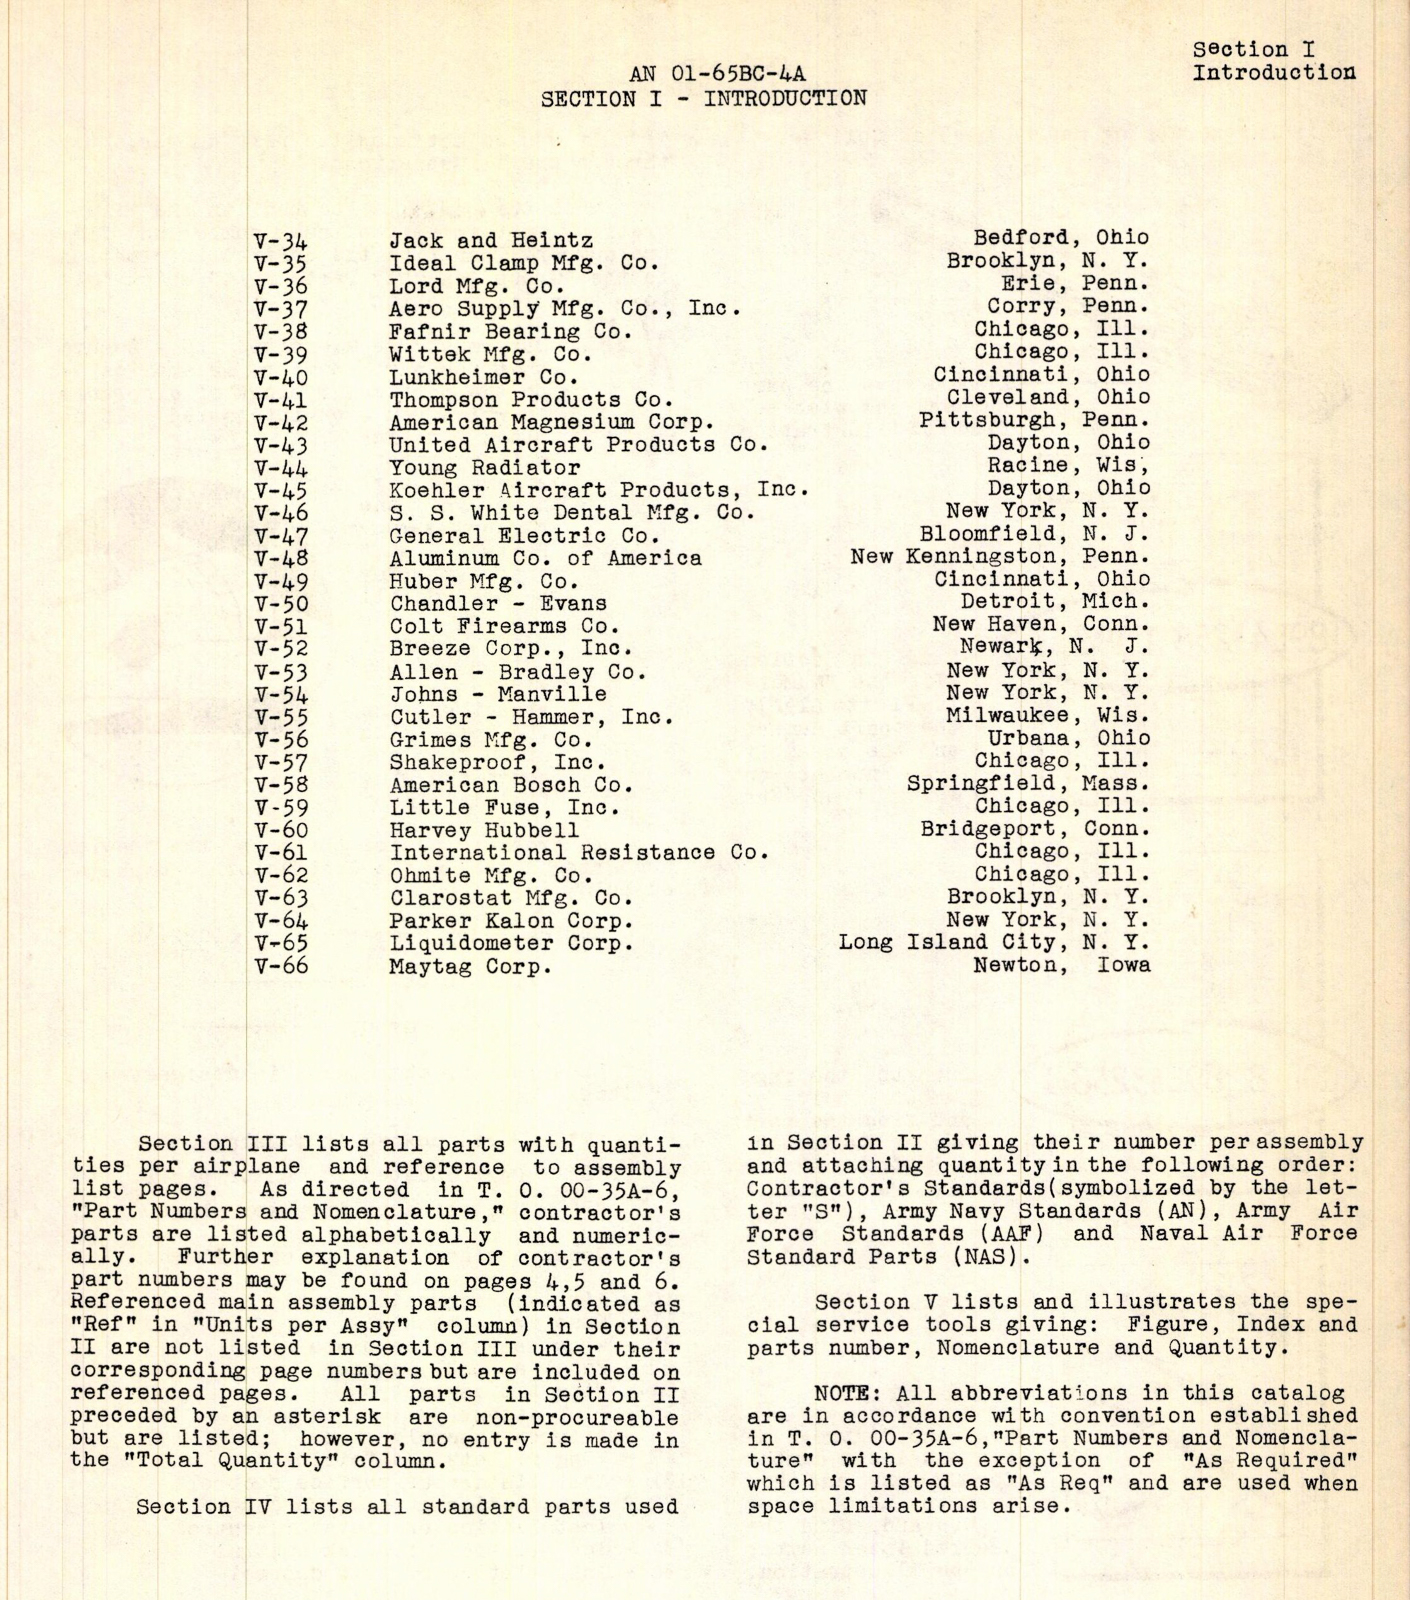 Section I
Introduction
AN 01-65BC-4A
SECTION I - INTRODUCTION
V-34 Jack and Heintz Bedford, Ohio
V-35 Ideal Clamp Mfg. Co. Brooklyn, N. Y.
V-36 Lord Mfg. Co. Erie, Penn.
V-37 Aero Supply Mfg. Co., Inc. Corry, Penn.
V-38 Fafnir Bearing Co. Chicago, Ill.
V-39 Wittek Mfg. Co. Chicago, Ill.
V-40 Lunkheimer Co. Cincinnati, Ohio
V-41 Thompson Products Co. Cleveland, Ohio
V-42 American Magnesium Corp. Pittsburgh, Penn.
V-43 United Aircraft Products Co. Dayton, Ohio
V-44 Young Radiator Racine, Wis,
V-45 Koehler Aircraft Products, Inc. Dayton, Ohio
V-46 S. S. White Dental Mfg. Co. New York, N. Y.
V-47 General Electric Co. Bloomfield, N. J.
V-48 Aluminum Co. of America New Kenningston, Penn.
V-49 Huber Mfg. Co. Cincinnati, Ohio
V-50 Chandler - Evans Detroit, Mich.
V-51 Colt Firearms Co. New Haven, Conn.
V-52 Breeze Corp., Inc. Newark, N. J.
V-53 Allen - Bradley Co. New York, N. Y.
V-54 Johns - Manville New York, N. Y.
V-55 Cutler - Hammer, Inc. Milwaukee, Wis.
V-56 Grimes Mfg. Co. Urbana, Ohio
V-57 Shakeproof, Inc. Chicago, Ill.
V-58 American Bosch Co. Springfield, Mass.
V-59 Little Fuse, Inc. Chicago, Ill.
V-60 Harvey Hubbell Bridgeport, Conn.
V-61 International Resistance Co. Chicago, Ill.
V-62 Ohmite Mfg. Co. Chicago, Ill.
V-63 Clarostat Mfg. Co. Brooklyn, N. Y.
V-64 Parker Kalon Corp. New York, N. Y.
V-65 Liquidometer Corp. Long Island City, N. Y.
V-66 Maytag Corp. Newton, Iowa
Section III lists all parts with quanti-
ties per airplane and reference to assembly
list pages. As directed in T. O. 00-35A-6,
"Part Numbers and Nomenclature," contractor's
parts are listed alphabetically and numeric-
ally. Further explanation of contractor's
part numbers may be found on pages 4,5 and 6.
Referenced main assembly parts (indicated as
"Ref" in "Units per Assy" column) in Section
II are not listed in Section III under their
corresponding page numbers but are included on
referenced pages. All parts in Section II
preceded by an asterisk are non-procureable
but are listed; however, no entry is made in
the "Total Quantity" column.
Section IV lists all standard parts used
in Section II giving their number per assembly
and attaching quantity in the following order:
Contractor's Standards(symbolized by the let-
ter "S"), Army Navy Standards (AN), Army Air
Force Standards (AAF) and Naval Air Force
Standard Parts (NAS).
Section V lists and illustrates the spe-
cial service tools giving: Figure, Index and
parts number, Nomenclature and Quantity.
NOTE: All abbreviations in this catalog
are in accordance with convention established
in T. O. 00-35A-6,"Part Numbers and Nomencla-
ture" with the exception of "As Required"
which is listed as "As Req" and are used when
space limitations arise.